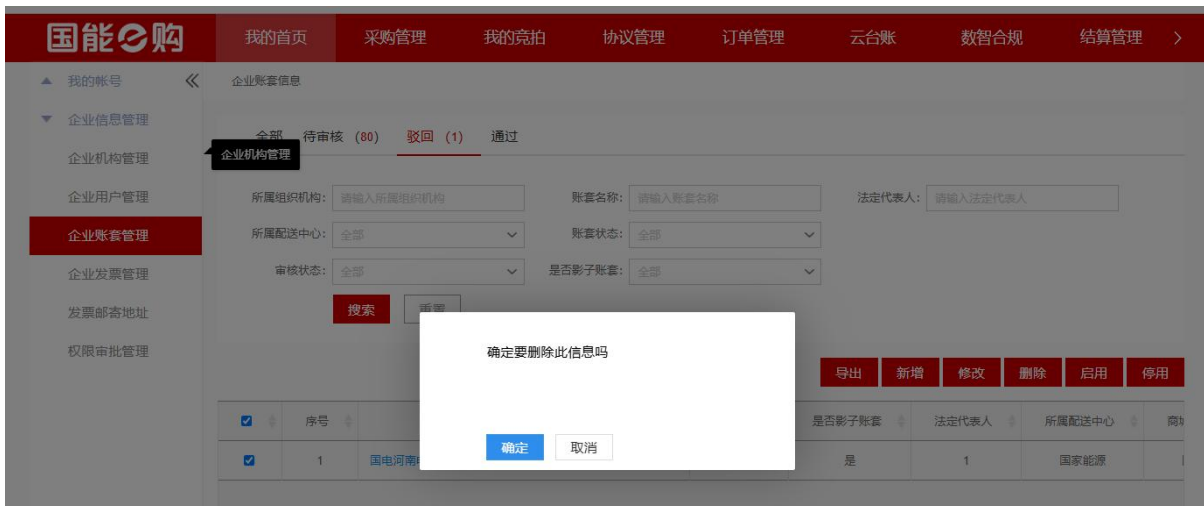 国能e购 我的首页 采购管理 我的竞拍 协议管理 订单管理 云台账 数智合规 结算管理
我的帐号 企业账套信息
企业信息管理
全部 待审核 (80) 驳回 (1) 通过
企业机构管理 企业机构管理
企业用户管理 所属组织机构: 请输入所属组织机构 账套名称: 请输入账套名称 法定代表人: 请输入法定代表人
企业账套管理 所属配送中心: 全部 账套状态: 全部
企业发票管理 审核状态: 全部 是否影子账套: 全部
发票邮寄地址 搜索 重置
权限审批管理 确定要删除此信息吗
导出 新增 修改 删除 启用 停用
序号 是否影子账套 法定代表人 所属配送中心 商
确定 取消
1 国电河南 是 1 国家能源